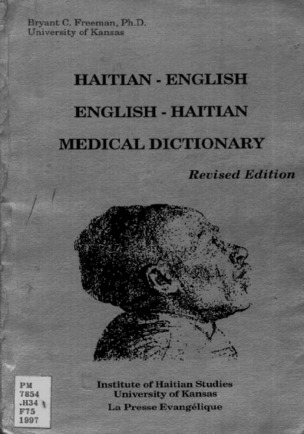 Bryant C. Freeman, Ph.D.
University of Kansas
HAITIAN - ENGLISH
ENGLISH - HAITIAN
MEDICAL DICTIONARY
Revised Edition
Institute of Haitian Studies
University of Kansas
La Presse Evangélique
PM
7854
.H34
F75
1997